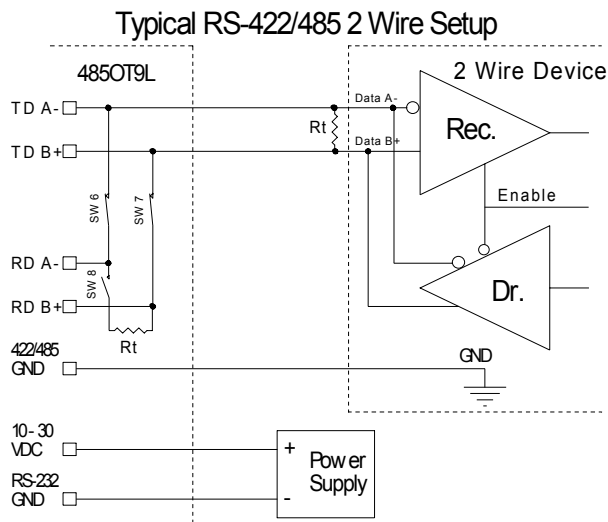 Typical RS-422/485 2 Wire Setup
485OT9L
2 Wire Device
TD A-
Data A-
Rt
Rec.
TD B+
Data B+
SW 6
SW 7
Enable
RD A-
SW 8
RD B+
Dr.
Rt
422/485
GND
GND
10-30
VDC
+
Power
Supply
RS-232
GND
-